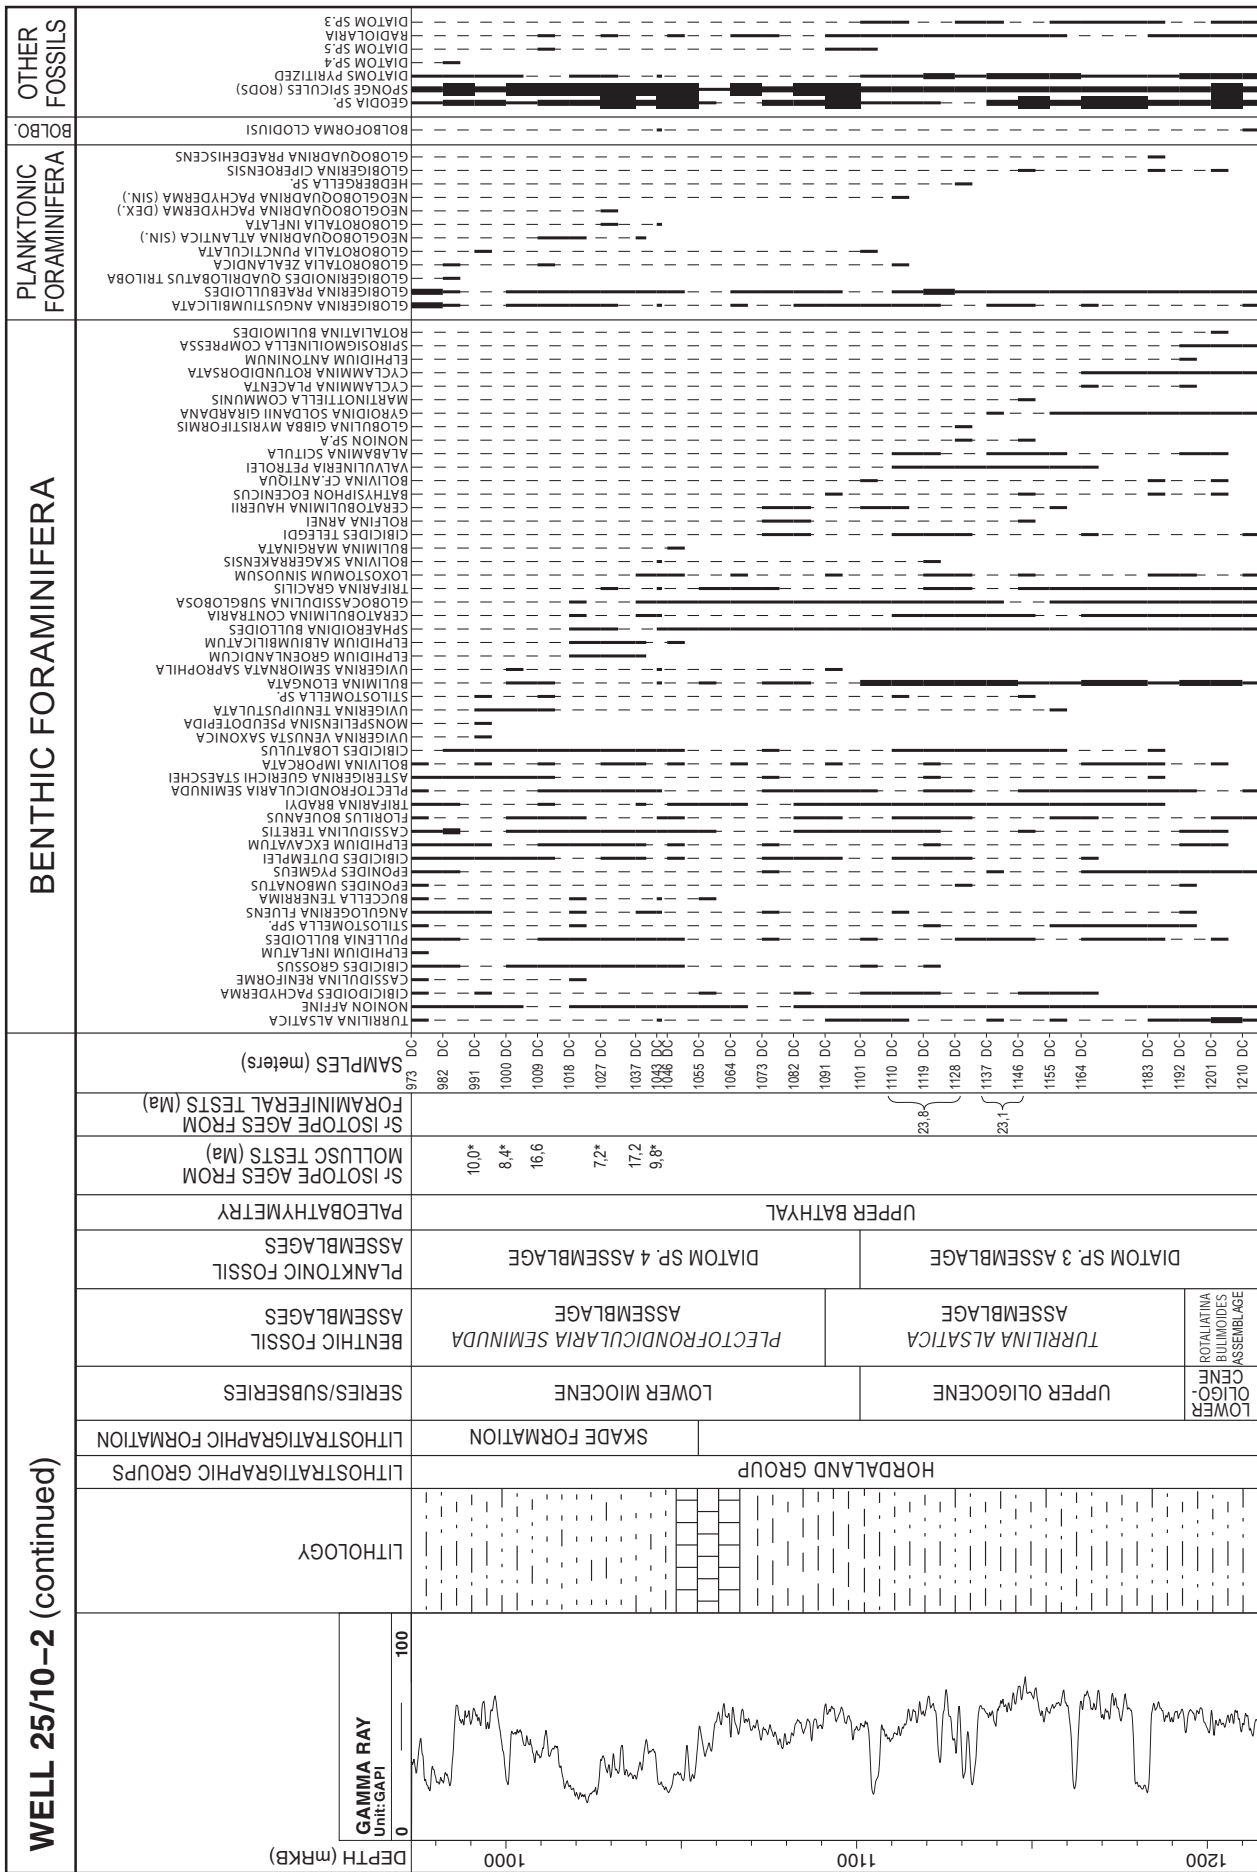 WELL 25/10–2 (continued)
BENTHIC FORAMINIFERA
PLANKTONIC
FORAMINIFERA
BOLBO.
OTHER
FOSSILS
DEPTH (mRKB)
GAMMA RAY
Unit:GAPI
0
100
LITHOLOGY
LITHOSTRATIGRAPHIC GROUPS
LITHOSTRATIGRAPHIC FORMATION
SERIES/SUBSERIES
BENTHIC FOSSIL
ASSEMBLAGES
PLANKTONIC FOSSIL
ASSEMBLAGES
PALEOBATHYMETRY
Sr ISOTOPE AGES FROM
MOLLUSC TESTS (Ma)
Sr ISOTOPE AGES FROM
FORAMINIFERAL TESTS (Ma)
SAMPLES (meters)
TURRILINA ALSATICA
NONION AFFINE
CIBICIDOIDES PACHYDERMA
CASSIDULINA RENIFORME
CIBICIDES GROSSUS
ELPHIDIUM INFLATUM
PULLENIA BULLOIDES
STILOSTOMELLA SPP.
ANGULOGERINA FLUENS
BUCCELLA TENERRIMA
EPONIDES UMBONATUS
EPONIDES PYGMEUS
CIBICIDES DUTEMPLEI
ELPHIDIUM EXCAVATUM
CASSIDULINA TERETIS
FLORILUS BOUEANUS
TRIFARINA BRADYI
PLECTOFRONDICULARIA SEMINUDA
ASTERIGERINA GUERICHI STAESCHEI
BOLIVINA IMPORCATA
CIBICIDES LOBATULUS
UVIGERINA VENUSTA SAXONICA
MONSPELIENSINA PSEUDOTEPIDA
UVIGERINA TENUIPUSTULATA
STILOSTOMELLA SP.
BULIMINA ELONGATA
UVIGERINA SEMIORNATA SAPROPHILA
ELPHIDIUM GROENLANDICUM
ELPHIDIUM ALBIUMBILICATUM
SPHAEROIDINA BULLOIDES
CERATOBULIMINA CONTRARIA
GLOBOCASSIDULINA SUBGLOBOSA
TRIFARINA GRACILIS
LOXOSTOMUM SINUOSUM
BOLIVINA SKAGERRAKENSIS
BULIMINA MARGINATA
CIBICIDES TELEGDI
ROLFINA ARNEI
CERATOBULIMINA HAUERII
BATHYSIPHON EOCENICUS
BOLIVINA CF.ANTIQUA
VALVULINERIA PETROLEI
ALABAMINA SCITULA
NONION SP.A
GLOBULINA GIBBA MYRISTIFORMIS
GYROIDINA SOLDANII GIRARDANA
MARTINOTTIELLA COMMUNIS
CYCLAMMINA PLACENTA
CYCLAMMINA ROTUNDIDORSATA
ELPHIDIUM ANTONINUM
SPIROSIGMOILINELLA COMPRESSA
ROTALIATINA BULIMOIDES
GLOBIGERINA ANGUSTIUMBILICATA
GLOBIGERINA PRAEBULLOIDES
GLOBIGERINOIDES QUADRILOBATUS TRILOBA
GLOBOROTALIA ZEALANDICA
GLOBOROTALIA PUNCTICULATA
NEOGLOBOQUADRINA ATLANTICA (SIN.)
GLOBOROTALIA INFLATA
NEOGLOBOQUADRINA PACHYDERMA (DEX.)
NEOGLOBOQUADRINA PACHYDERMA (SIN.)
HEDBERGELLA SP.
GLOBIGERINA CIPEROENSIS
GLOBOQUADRINA PRAEDEHISCENS
BOLBOFORMA CLODIUSI
GEODIA SP.
SPONGE SPICULES (RODS)
DIATOMS PYRITIZED
DIATOM SP.4
DIATOM SP.5
RADIOLARIA
DIATOM SP.3
1000
1100
1200
HORDALAND GROUP
SKADE FORMATION
LOWER MIOCENE
UPPER OLIGOCENE
LOWER
OLIGO-
CENE
PLECTOFRONDICULARIA SEMINUDA
ASSEMBLAGE
TURRILINA ALSATICA
ASSEMBLAGE
ROTALIATINA
BULIMOIDES
ASSEMBLAGE
DIATOM SP. 4 ASSEMBLAGE
DIATOM SP. 3 ASSEMBLAGE
UPPER BATHYAL
10,0*
8,4*
16,6
7,2*
17,2
9,8*
23,8
23,1
973 DC
982 DC
991 DC
1000 DC
1009 DC
1018 DC
1027 DC
1037 DC
1043 DC
1046 DC
1055 DC
1064 DC
1073 DC
1082 DC
1091 DC
1101 DC
1110 DC
1119 DC
1128 DC
1137 DC
1146 DC
1155 DC
1164 DC
1183 DC
1192 DC
1201 DC
1210 DC